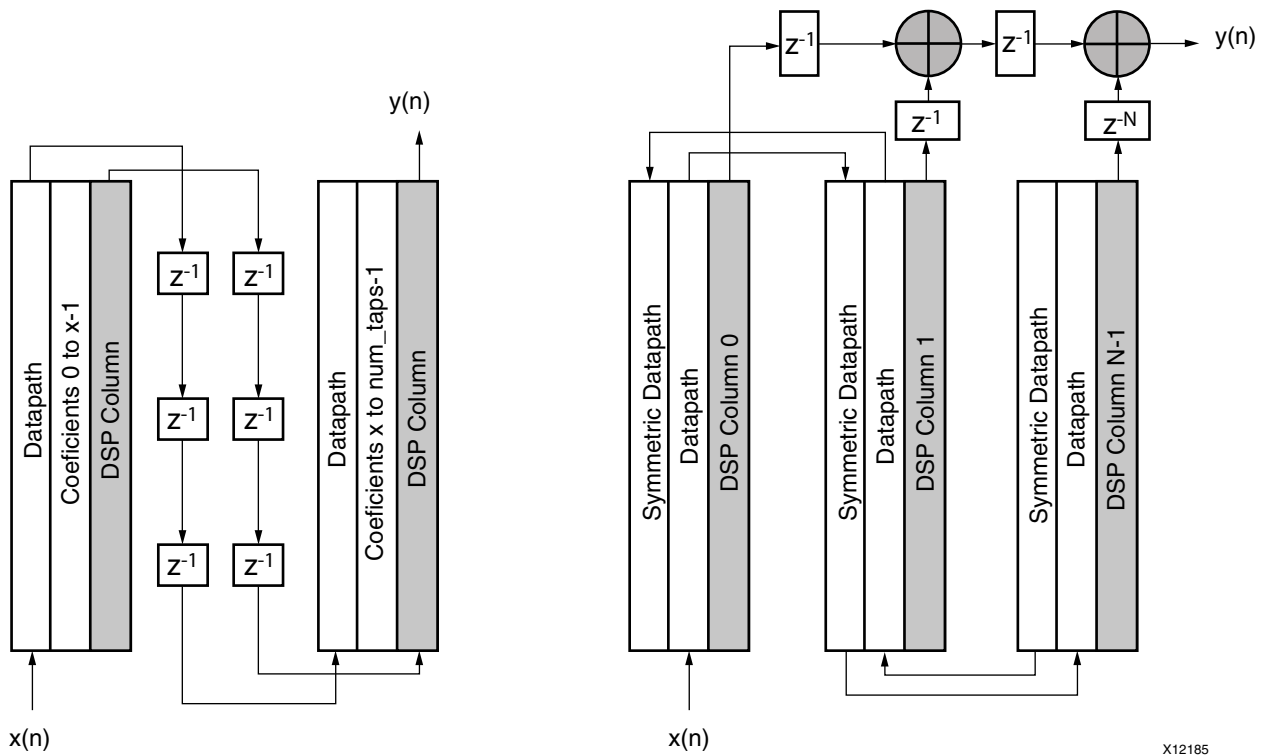 y(n)
Datapath
Coeficients 0 to x-1
DSP Column
z-1
z-1
z-1
z-1
z-1
z-1
Datapath
Coeficients x to num_taps-1
DSP Column
x(n)
z-1
z-1
y(n)
z-1
z-N
Symmetric Datapath
Datapath
DSP Column 0
Symmetric Datapath
Datapath
DSP Column 1
Symmetric Datapath
Datapath
DSP Column N-1
x(n)
X12185